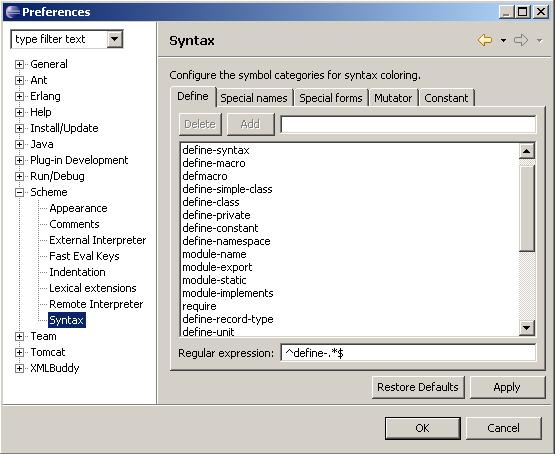 Preferences
type filter text
General
Ant
Erlang
Help
Install/Update
Java
Plug-in Development
Run/Debug
Scheme
Appearance
Comments
External Interpreter
Fast Eval Keys
Indentation
Lexical extensions
Remote Interpreter
Syntax
Team
Tomcat
XMLBuddy
Syntax
Configure the symbol categories for syntax coloring.
Define Special names Special forms Mutator Constant
Delete Add
define-syntax
define-macro
defmacro
define-simple-class
define-class
define-private
define-constant
define-namespace
module-name
module-export
module-static
module-implements
require
define-record-type
define-unit
Regular expression: ^define-.*$
Restore Defaults Apply
OK Cancel